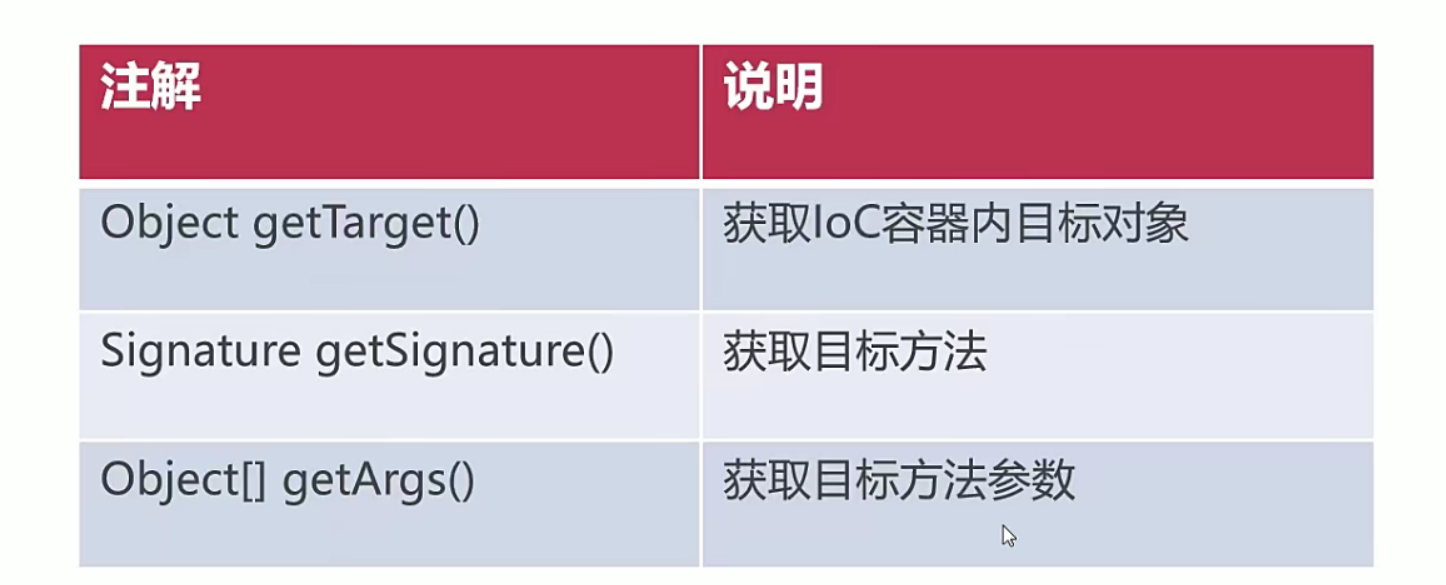 注解
说明
Object getTarget()
获取IoC容器内目标对象
Signature getSignature()
获取目标方法
Object[] getArgs()
获取目标方法参数